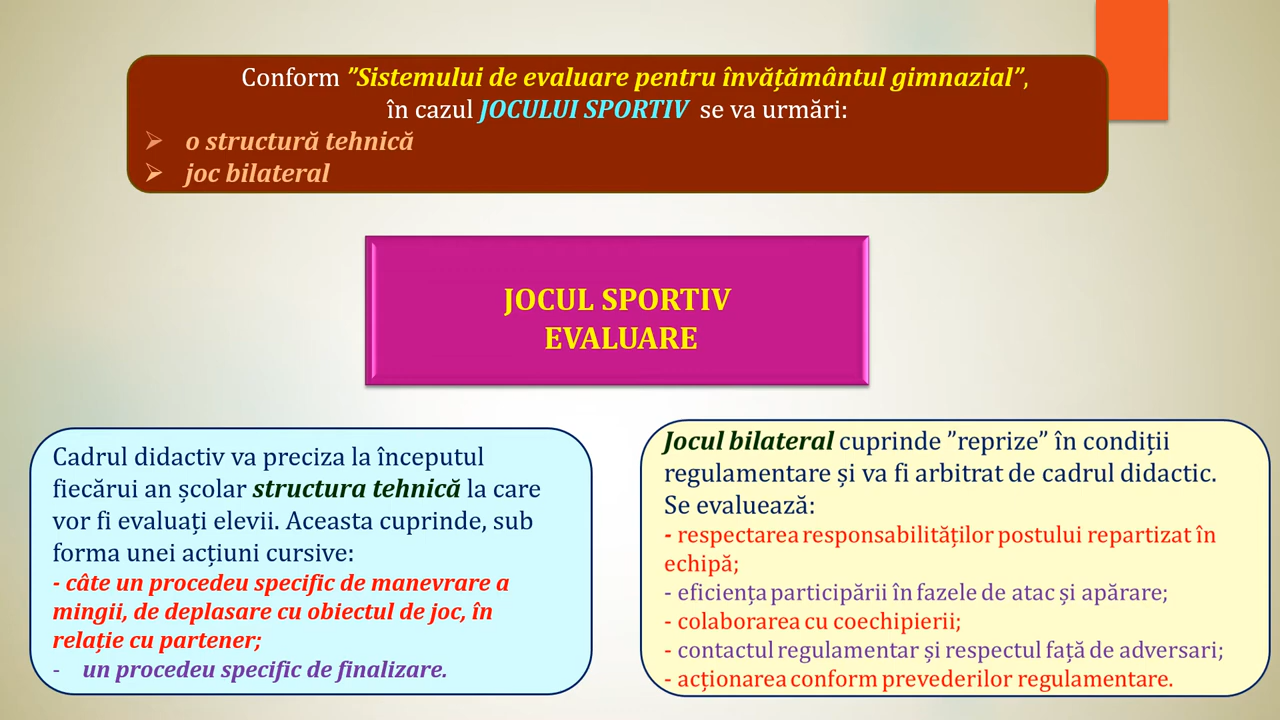 Conform ”Sistemului de evaluare pentru învățământul gimnazial”,
în cazul JOCULUI SPORTIV se va urmări:
➢ o structură tehnică
➢ joc bilateral
JOCUL SPORTIV
EVALUARE
Cadrul didactiv va preciza la începutul
fiecărui an școlar structura tehnică la care
vor fi evaluați elevii. Aceasta cuprinde, sub
forma unei acțiuni cursive:
- câte un procedeu specific de manevrare a
mingii, de deplasare cu obiectul de joc, în
relație cu partener;
- un procedeu specific de finalizare.
Jocul bilateral cuprinde ”reprize” în condiții
regulamentare și va fi arbitrat de cadrul didactic.
Se evaluează:
- respectarea responsabilităților postului repartizat în
echipă;
- eficiența participării în fazele de atac și apărare;
- colaborarea cu coechipierii;
- contactul regulamentar și respectul față de adversari;
- acționarea conform prevederilor regulamentare.